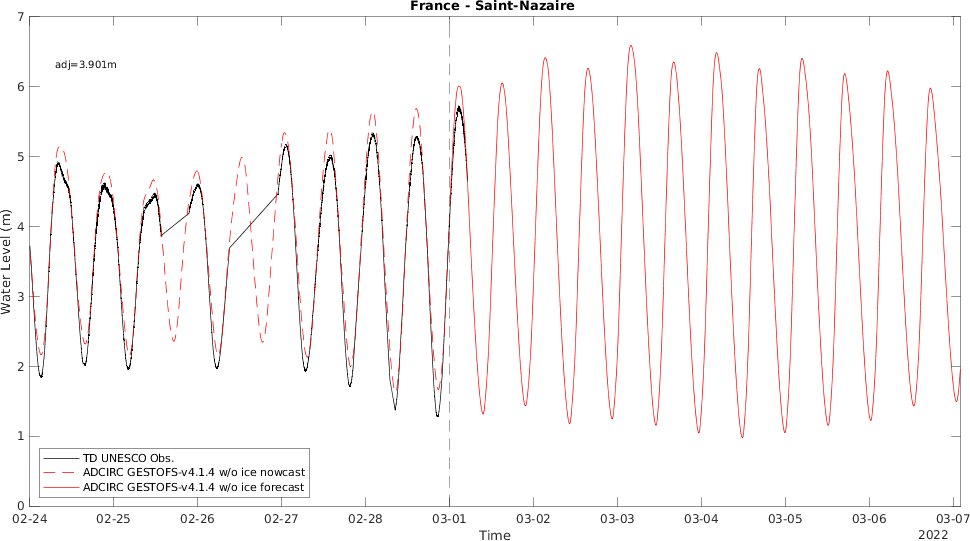 France - Saint-Nazaire
adj=3.901m
Water Level (m)
7
6
5
4
3
2
1
0
TD UNESCO Obs.
ADCIRC GESTOFS-v4.1.4 w/o ice nowcast
ADCIRC GESTOFS-v4.1.4 w/o ice forecast
02-24 02-25 02-26 02-27 02-28 03-01 03-02 03-03 03-04 03-05 03-06 03-07
Time
2022